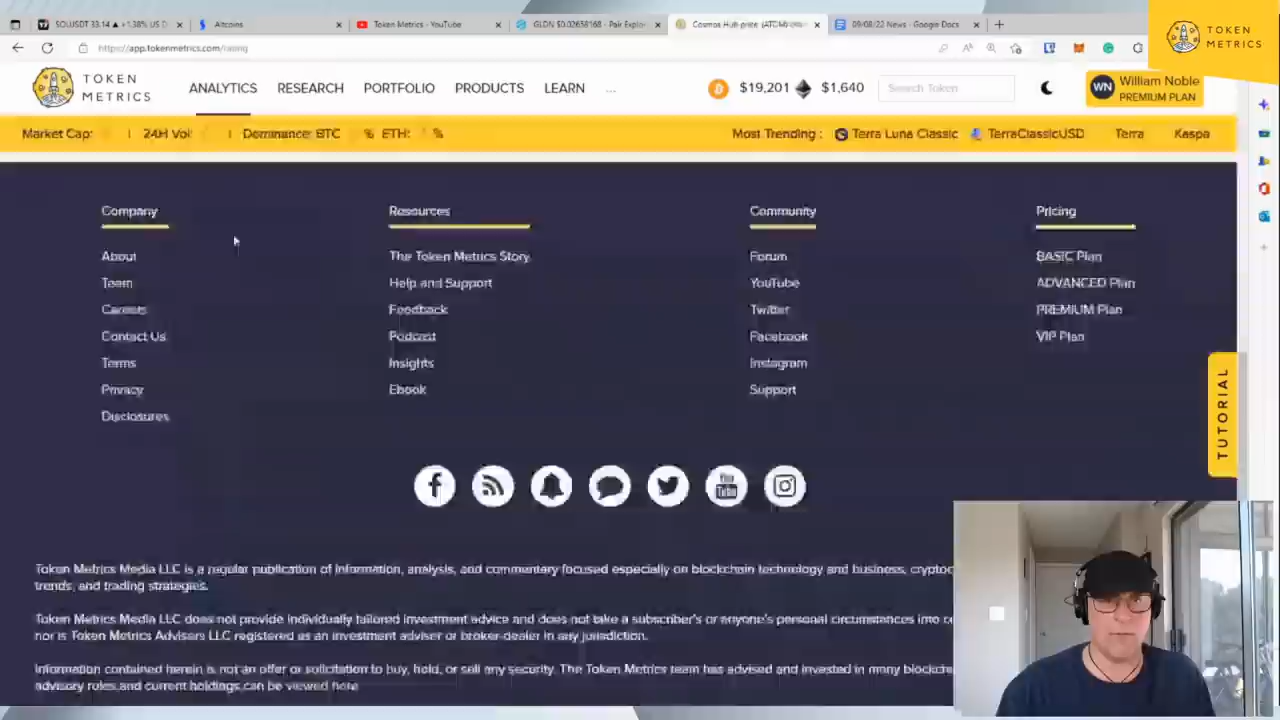 SOLUSDT 33.14 ▲ +1.38% US D
Altcoins
Token Metrics - YouTube
GLDN $0.02658168 - Pair Explor
Cosmos Hub price, (ATOM)
09/08/22 News - Google Docs
https://app.tokenmetrics.com/rating
TOKEN
METRICS
TOKEN
METRICS
ANALYTICS
RESEARCH
PORTFOLIO
PRODUCTS
LEARN
...
$19,201
$1,640
Search Token
WN
William Noble
PREMIUM PLAN
Market Cap:
24H Vol:
Dominance: BTC % ETH: %
Most Trending :
Terra Luna Classic
TerraClassicUSD
Terra
Kaspa
Company
Resources
Community
Pricing
About
The Token Metrics Story
Forum
BASIC Plan
Team
Help and Support
YouTube
ADVANCED Plan
Careers
Feedback
Twitter
PREMIUM Plan
Contact Us
Podcast
Facebook
VIP Plan
Terms
Insights
Instagram
Privacy
Ebook
Support
Disclosures
TUTORIAL
You
Tube
Token Metrics Media LLC is a regular publication of information, analysis, and commentary focused especially on blockchain technology and business, cryptoc
trends, and trading strategies.
Token Metrics Media LLC does not provide individually tailored investment advice and does not take a subscriber's or anyone's personal circumstances into co
nor is Token Metrics Advisers LLC registered as an investment adviser or broker-dealer in any jurisdiction.
Information contained herein is not an offer or solicitation to buy, hold, or sell any security. The Token Metrics team has advised and invested in many blockcha
advisory roles and current holdings can be viewed here